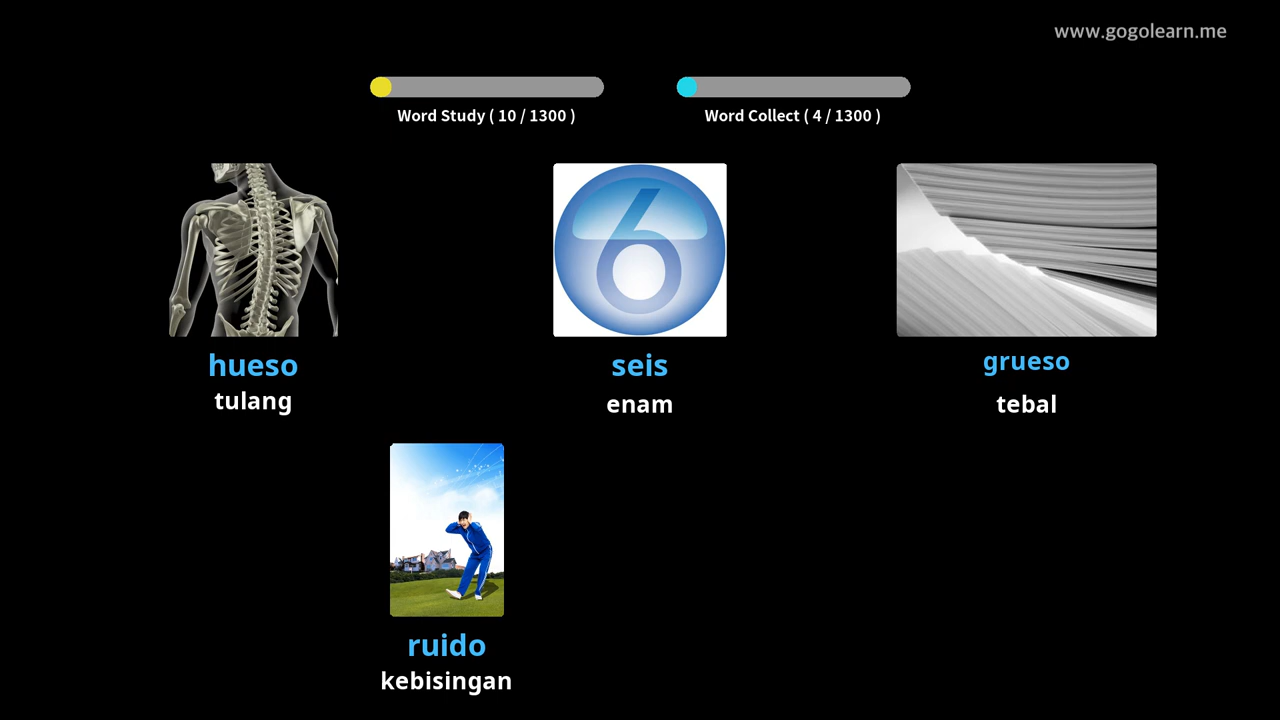 www.gogolearn.me
Word Study ( 10 / 1300 )
Word Collect ( 4 / 1300 )
6
hueso
tulang
seis
enam
grueso
tebal
ruido
kebisingan